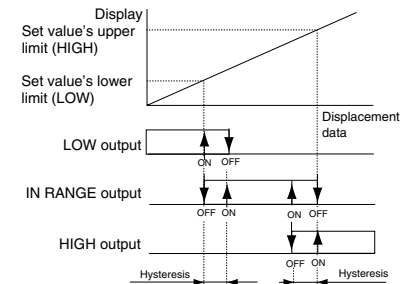 Display
Set value's upper
limit (HIGH)
Set value's lower
limit (LOW)
Displacement
data
LOW output
ON OFF
IN RANGE output
OFF ON ON OFF
HIGH output
OFF ON
Hysteresis Hysteresis